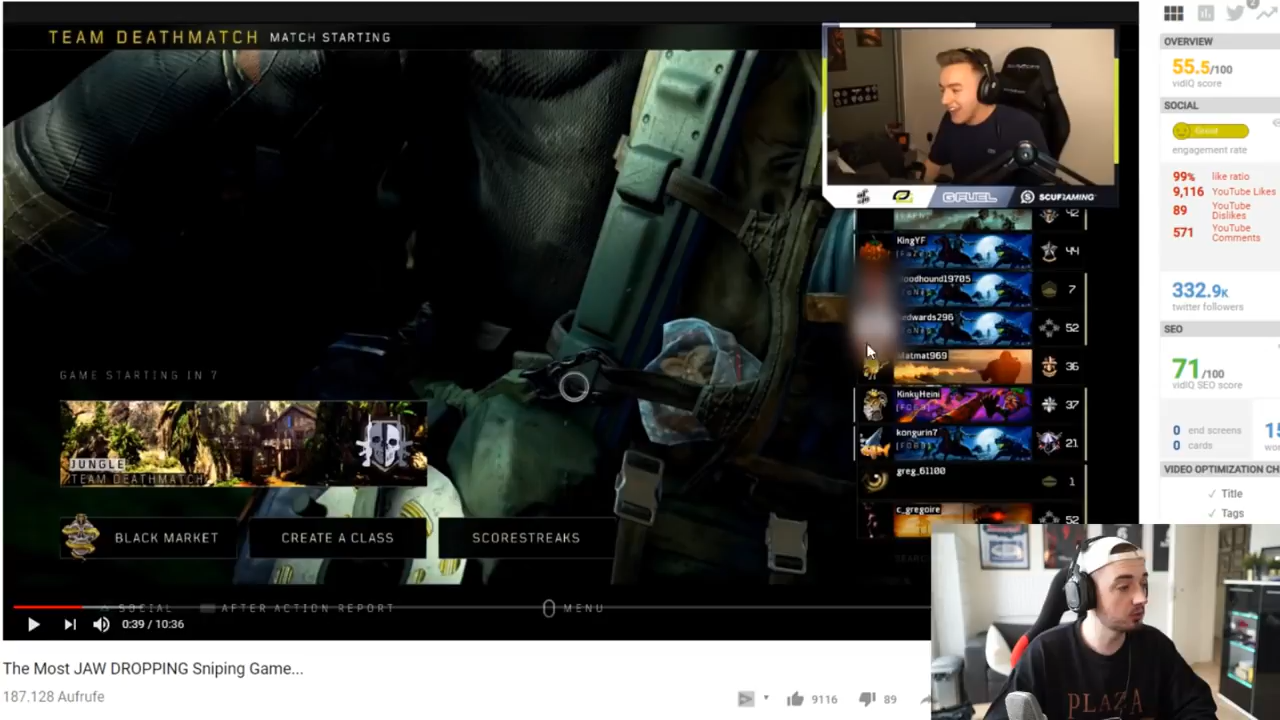 TEAM DEATHMATCH MATCH STARTING
G FUEL SCUFGAMING
42
KingYF 44
oodhound19785 7
edwards296 52
Matmat969 36
KinkyHeini 37
kongurin7 21
greg_61100 1
c_gregoire 52
GAME STARTING IN 7
JUNGLE
TEAM DEATHMATCH
BLACK MARKET CREATE A CLASS SCORESTREAKS
SOCIAL AFTER ACTION REPORT MENU
0:39 / 10:36
The Most JAW DROPPING Sniping Game...
187.128 Aufrufe
9116 89
2
OVERVIEW
55.5/100
vidIQ score
SOCIAL
Great
engagement rate
99% like ratio
9,116 YouTube Likes
89 YouTube Dislikes
571 YouTube Comments
332.9K
twitter followers
SEO
71/100
vidIQ SEO score
0 end screens
0 cards
15
VIDEO OPTIMIZATION CH
✓ Title
✓ Tags